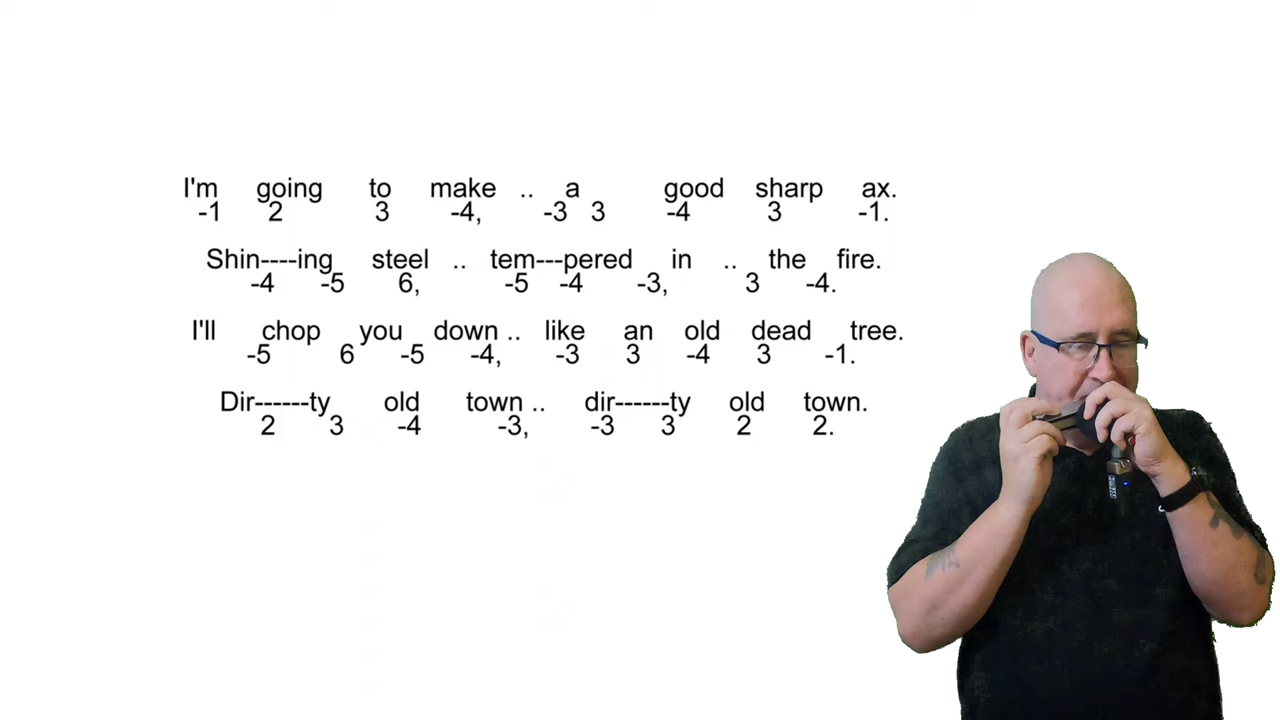 I'm going to make .. a good sharp ax.
-1 2 3 -4, -3 3 -4 3 -1.
Shin----ing steel .. tem---pered in .. the fire.
-4 -5 6, -5 -4 -3, 3 -4.
I'll chop you down .. like an old dead tree.
-5 6 -5 -4, -3 3 -4 3 -1.
Dir------ty old town .. dir------ty old town.
2 3 -4 -3, -3 3 2 2.